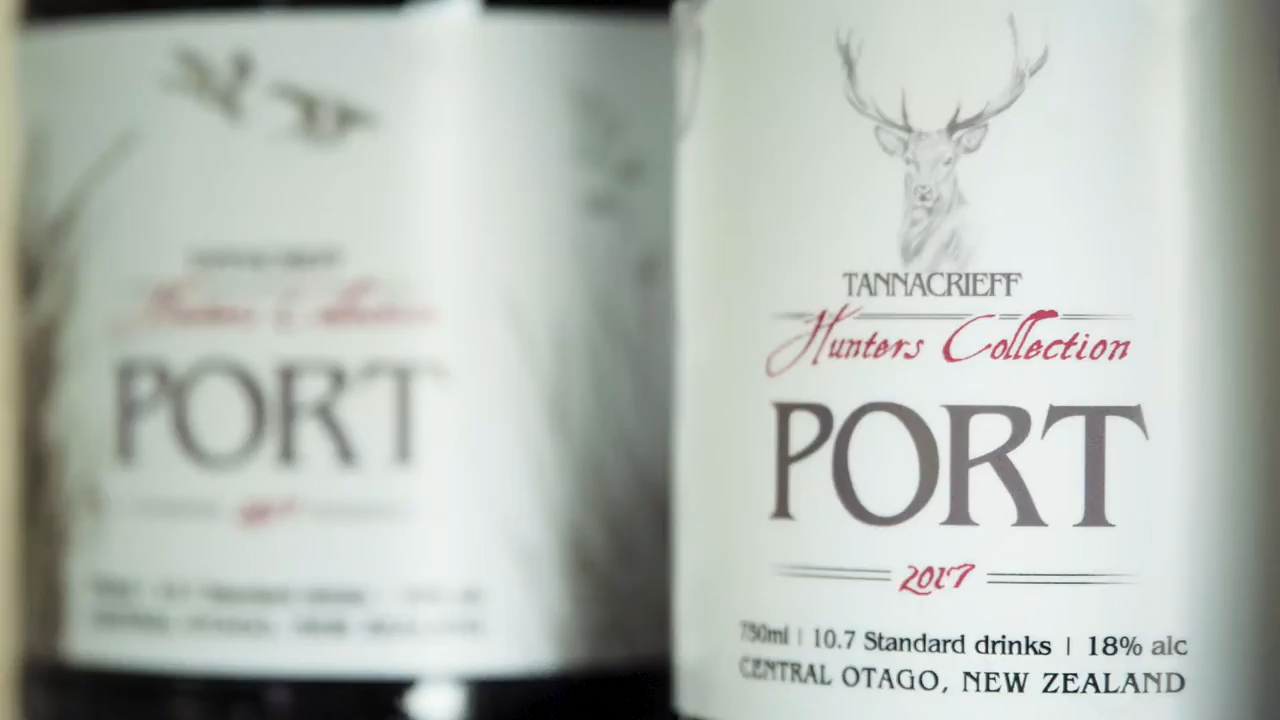 PORT
TANNACRIEFF
Hunters Collection
PORT
2017
750ml | 10.7 Standard drinks | 18% alc
CENTRAL OTAGO, NEW ZEALAND